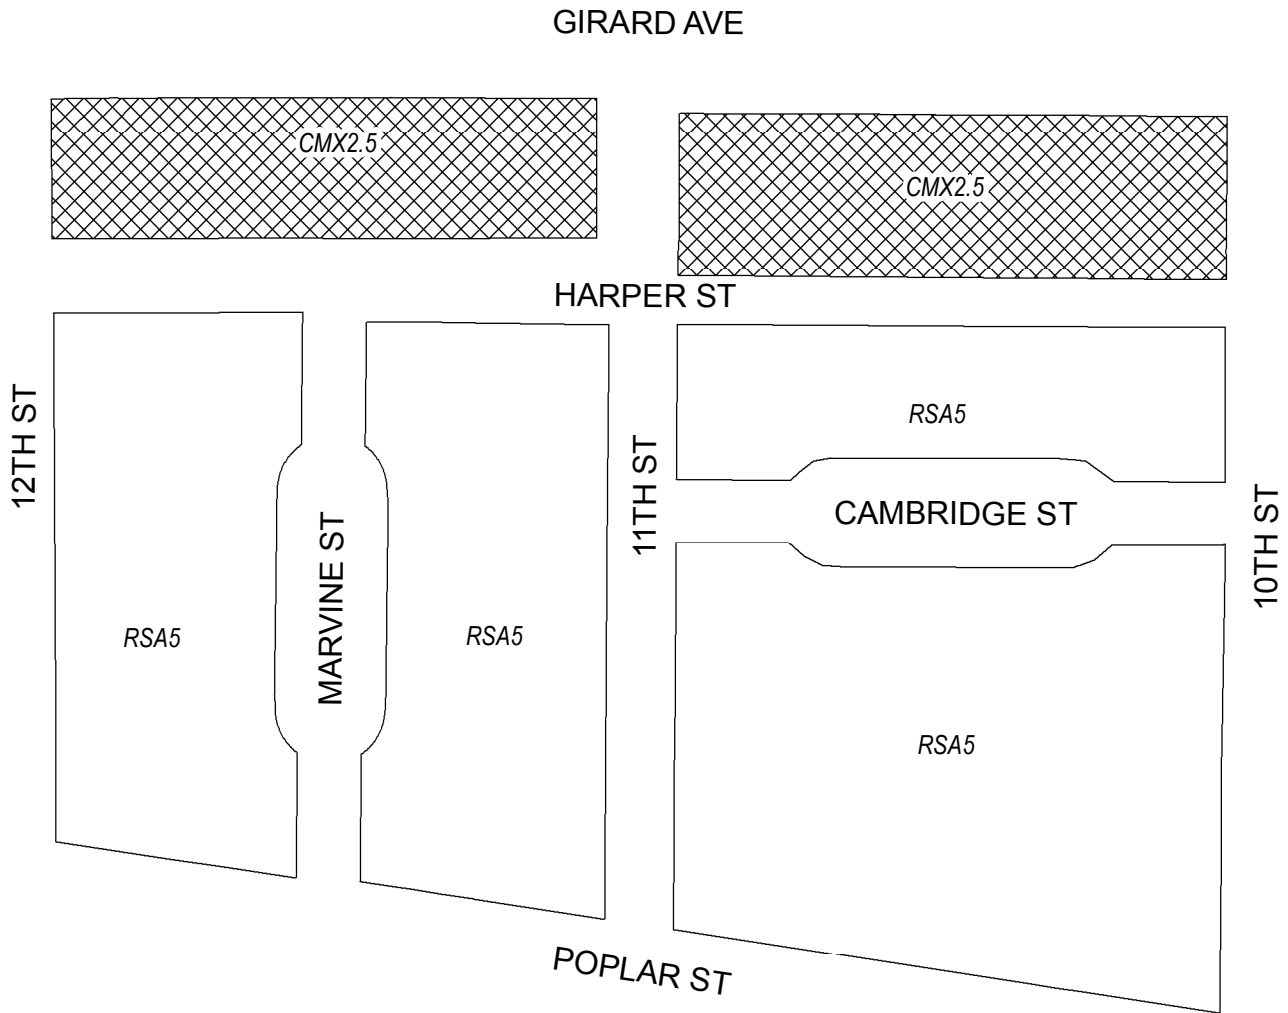 GIRARD AVE
CMX2.5
CMX2.5
HARPER ST
12TH ST
RSA5
11TH ST
CAMBRIDGE ST
10TH ST
MARVINE ST
RSA5
RSA5
RSA5
POPLAR ST